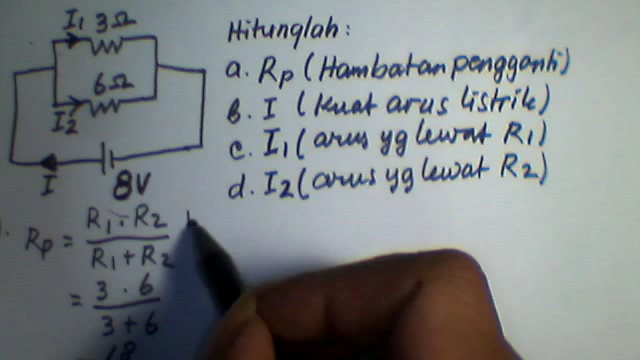 I1 3Ω
6Ω
I2
I
8V
Hitunglah:
a. Rp (Hambatan pengganti)
b. I (Kuat arus listrik)
c. I1 (arus yg lewat R1)
d. I2 (arus yg lewat R2)
Rp = R1 . R2
R1 + R2
= 3 . 6
3 + 6
18